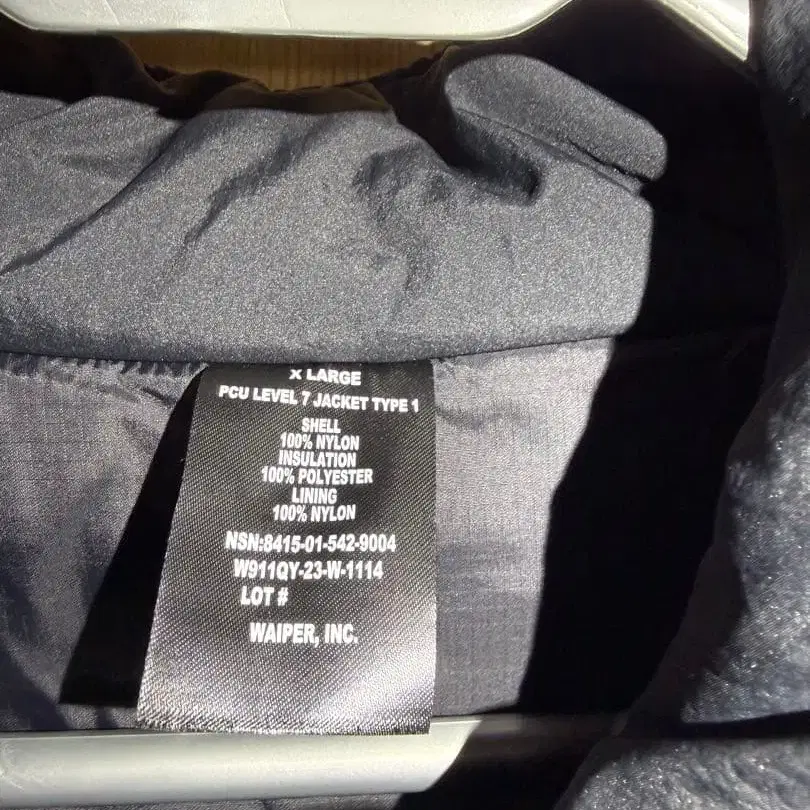 X LARGE
PCU LEVEL 7 JACKET TYPE 1
SHELL
100% NYLON
INSULATION
100% POLYESTER
LINING
100% NYLON
NSN:8415-01-542-9004
W911QY-23-W-1114
LOT #
WAIPER, INC.